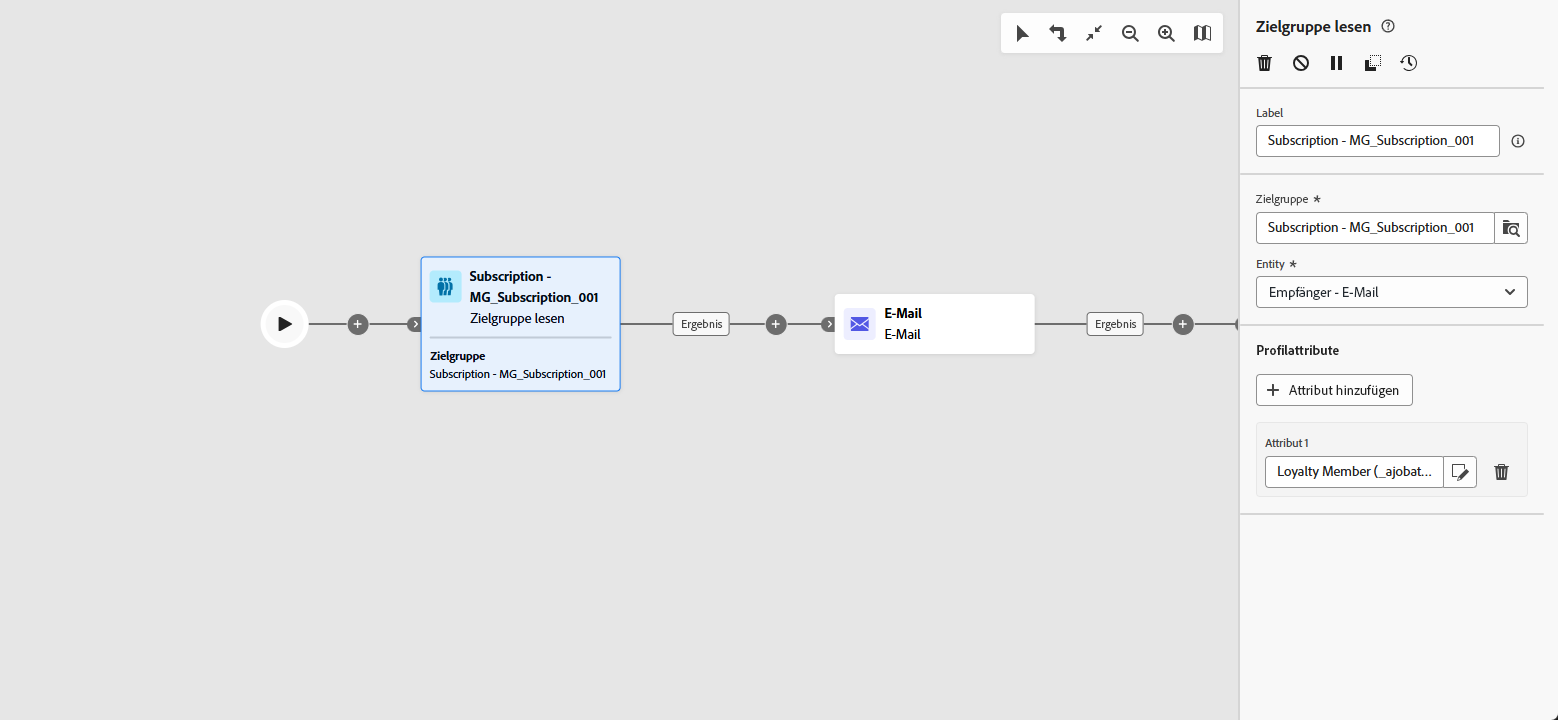 Subscription -
MG_Subscription_001
Zielgruppe lesen
Zielgruppe
Subscription - MG_Subscription_001
Ergebnis
E-Mail
E-Mail
Ergebnis
Zielgruppe lesen
Label
Subscription - MG_Subscription_001
Zielgruppe *
Subscription - MG_Subscription_001
Entity *
Empfänger - E-Mail
Profilattribute
Attribut hinzufügen
Attribut 1
Loyalty Member (_ajobat...